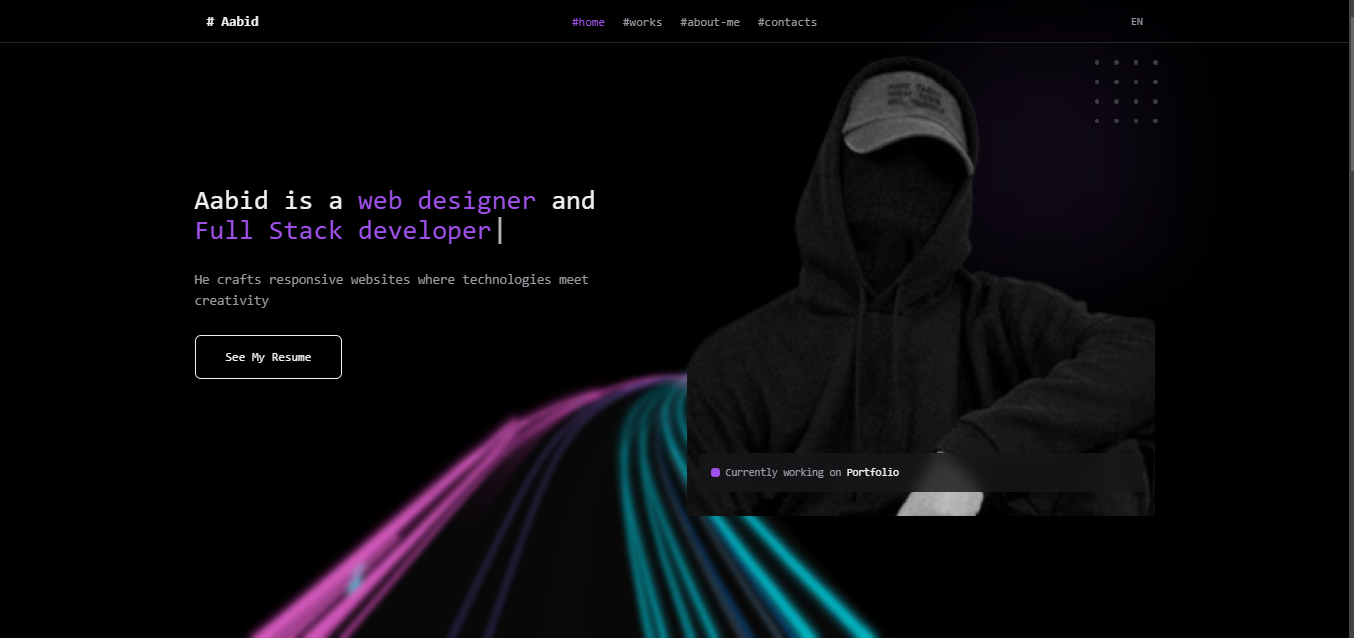 # Aabid
#home #works #about-me #contacts
EN
Aabid is a web designer and
Full Stack developer
He crafts responsive websites where technologies meet
creativity
See My Resume
Currently working on Portfolio